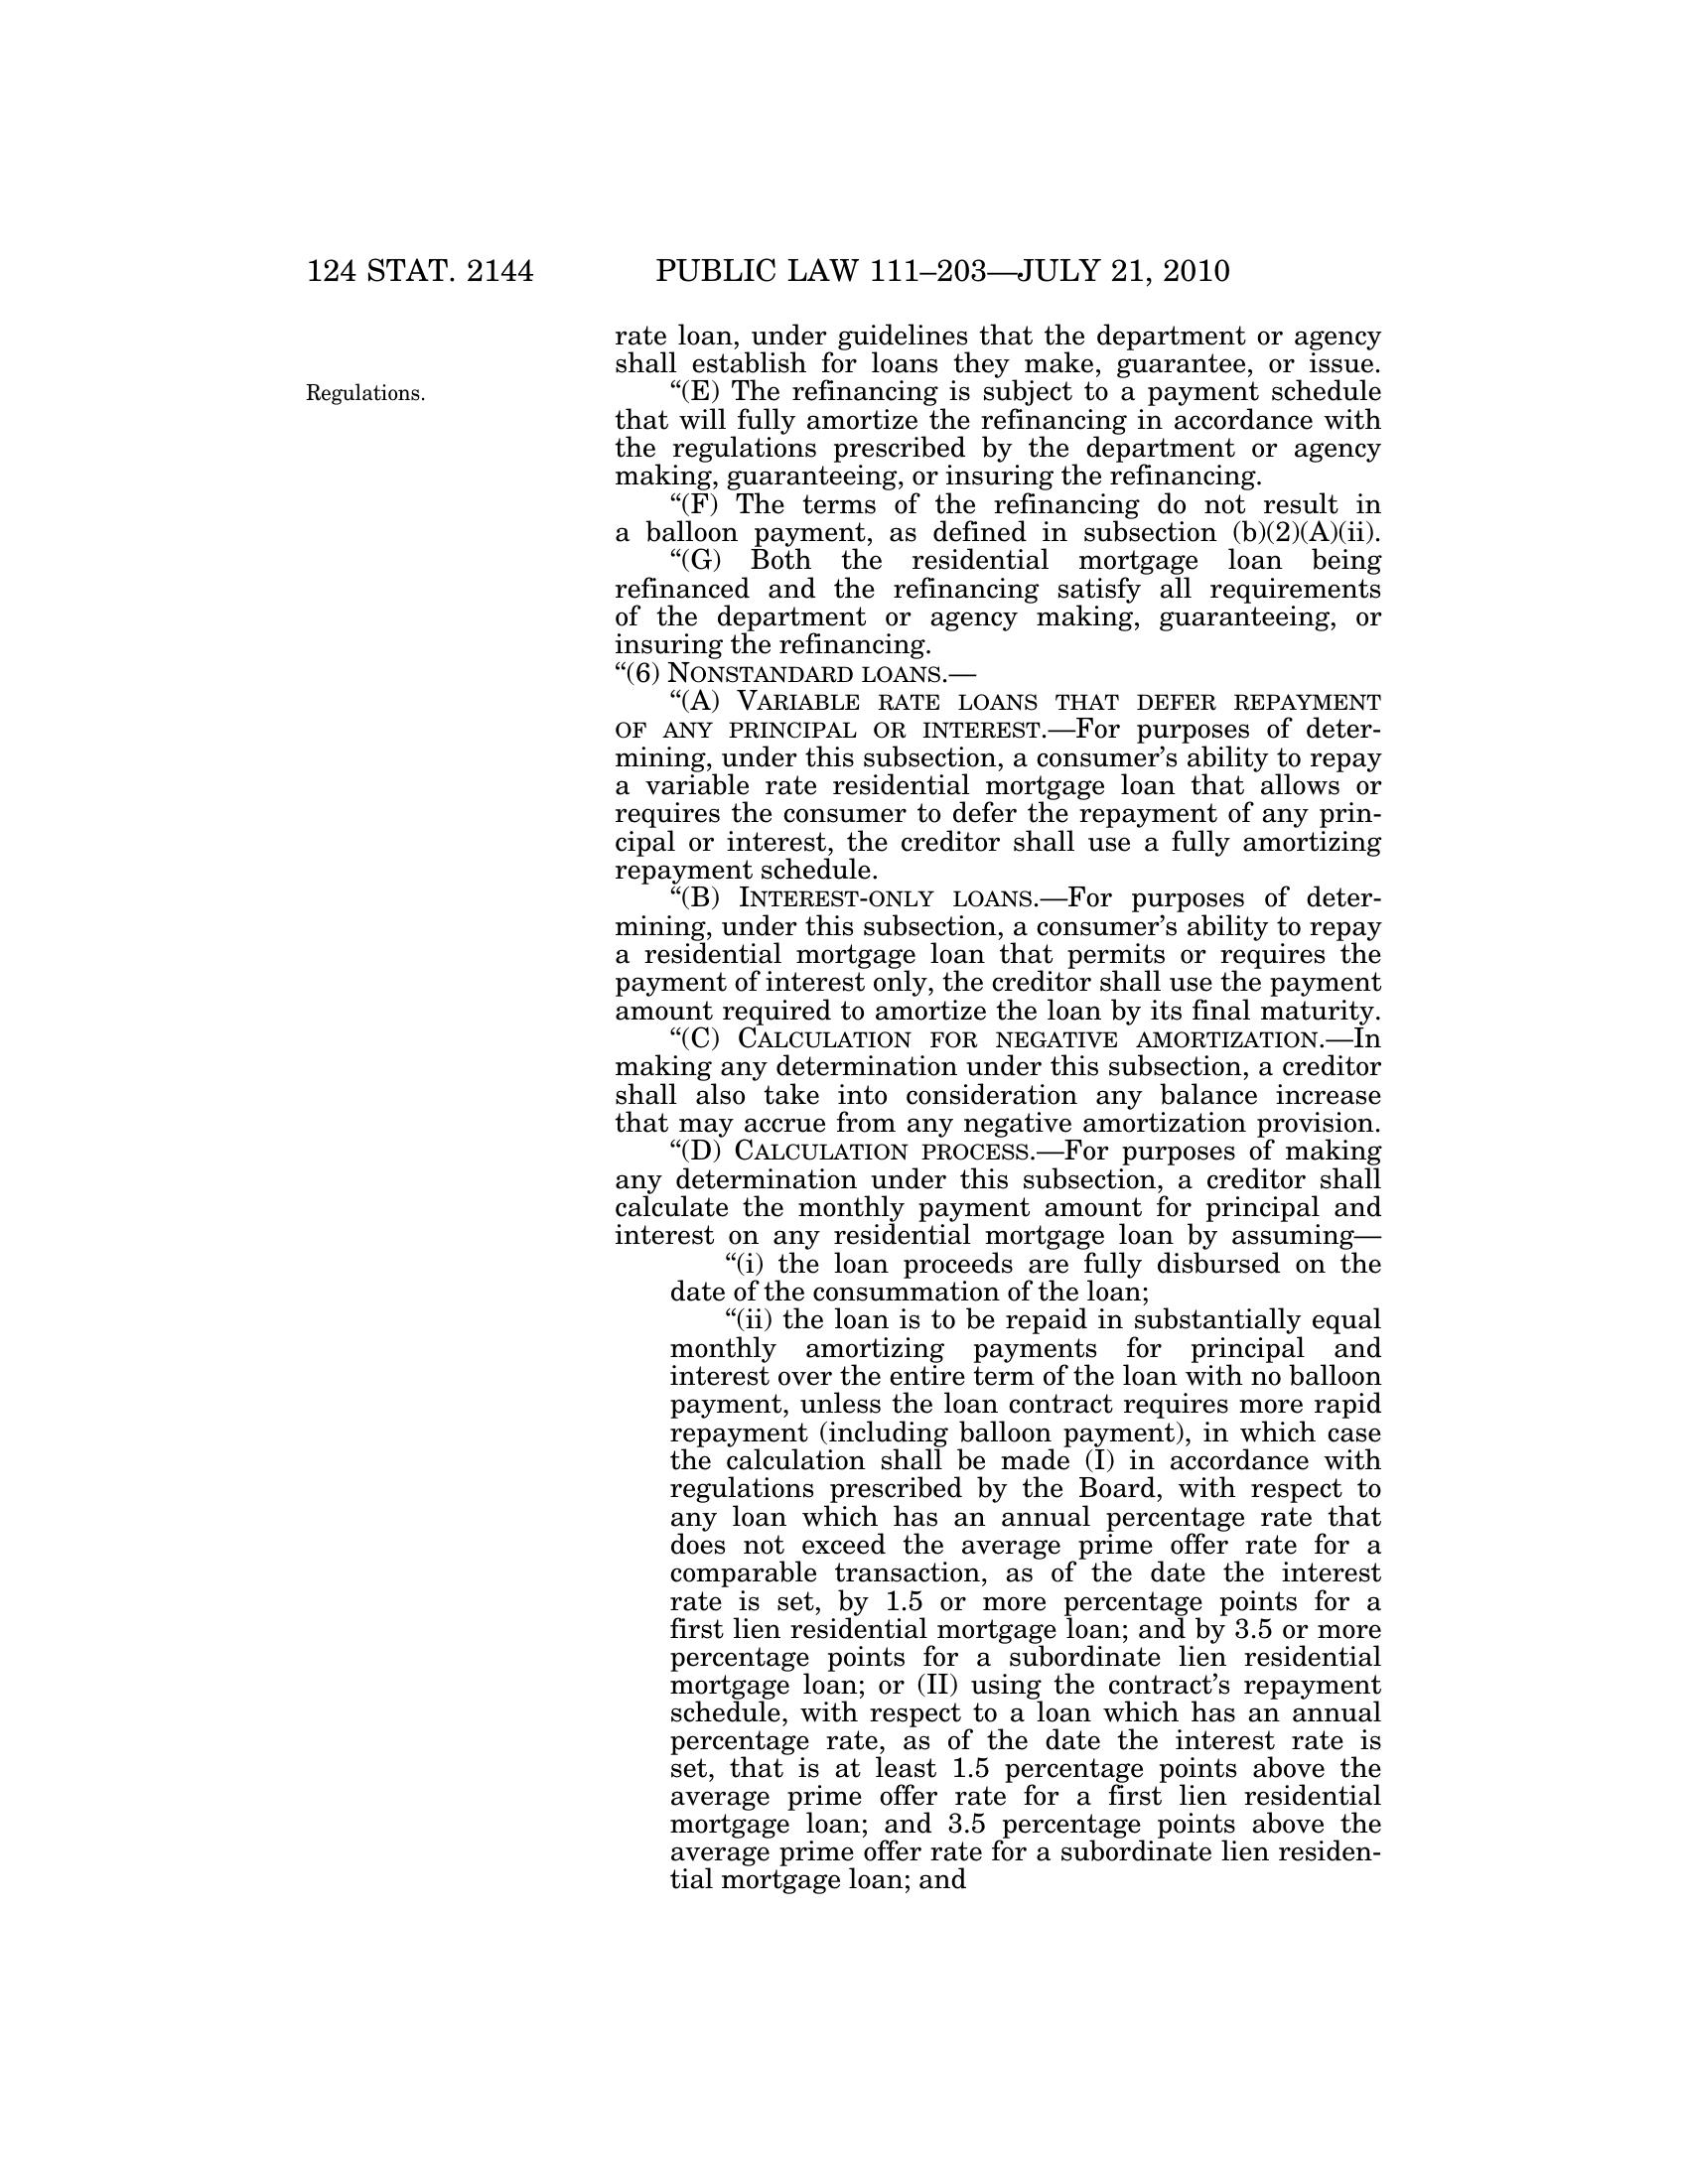 124 STAT. 2144 PUBLIC LAW 111–203—JULY 21, 2010
rate loan, under guidelines that the department or agency
shall establish for loans they make, guarantee, or issue.
Regulations.
“(E) The refinancing is subject to a payment schedule
that will fully amortize the refinancing in accordance with
the regulations prescribed by the department or agency
making, guaranteeing, or insuring the refinancing.
“(F) The terms of the refinancing do not result in
a balloon payment, as defined in subsection (b)(2)(A)(ii).
“(G) Both the residential mortgage loan being
refinanced and the refinancing satisfy all requirements
of the department or agency making, guaranteeing, or
insuring the refinancing.
“(6) NONSTANDARD LOANS.—
“(A) VARIABLE RATE LOANS THAT DEFER REPAYMENT
OF ANY PRINCIPAL OR INTEREST.—For purposes of deter-
mining, under this subsection, a consumer’s ability to repay
a variable rate residential mortgage loan that allows or
requires the consumer to defer the repayment of any prin-
cipal or interest, the creditor shall use a fully amortizing
repayment schedule.
“(B) INTEREST-ONLY LOANS.—For purposes of deter-
mining, under this subsection, a consumer’s ability to repay
a residential mortgage loan that permits or requires the
payment of interest only, the creditor shall use the payment
amount required to amortize the loan by its final maturity.
“(C) CALCULATION FOR NEGATIVE AMORTIZATION.—In
making any determination under this subsection, a creditor
shall also take into consideration any balance increase
that may accrue from any negative amortization provision.
“(D) CALCULATION PROCESS.—For purposes of making
any determination under this subsection, a creditor shall
calculate the monthly payment amount for principal and
interest on any residential mortgage loan by assuming—
“(i) the loan proceeds are fully disbursed on the
date of the consummation of the loan;
“(ii) the loan is to be repaid in substantially equal
monthly amortizing payments for principal and
interest over the entire term of the loan with no balloon
payment, unless the loan contract requires more rapid
repayment (including balloon payment), in which case
the calculation shall be made (I) in accordance with
regulations prescribed by the Board, with respect to
any loan which has an annual percentage rate that
does not exceed the average prime offer rate for a
comparable transaction, as of the date the interest
rate is set, by 1.5 or more percentage points for a
first lien residential mortgage loan; and by 3.5 or more
percentage points for a subordinate lien residential
mortgage loan; or (II) using the contract’s repayment
schedule, with respect to a loan which has an annual
percentage rate, as of the date the interest rate is
set, that is at least 1.5 percentage points above the
average prime offer rate for a first lien residential
mortgage loan; and 3.5 percentage points above the
average prime offer rate for a subordinate lien residen-
tial mortgage loan; and